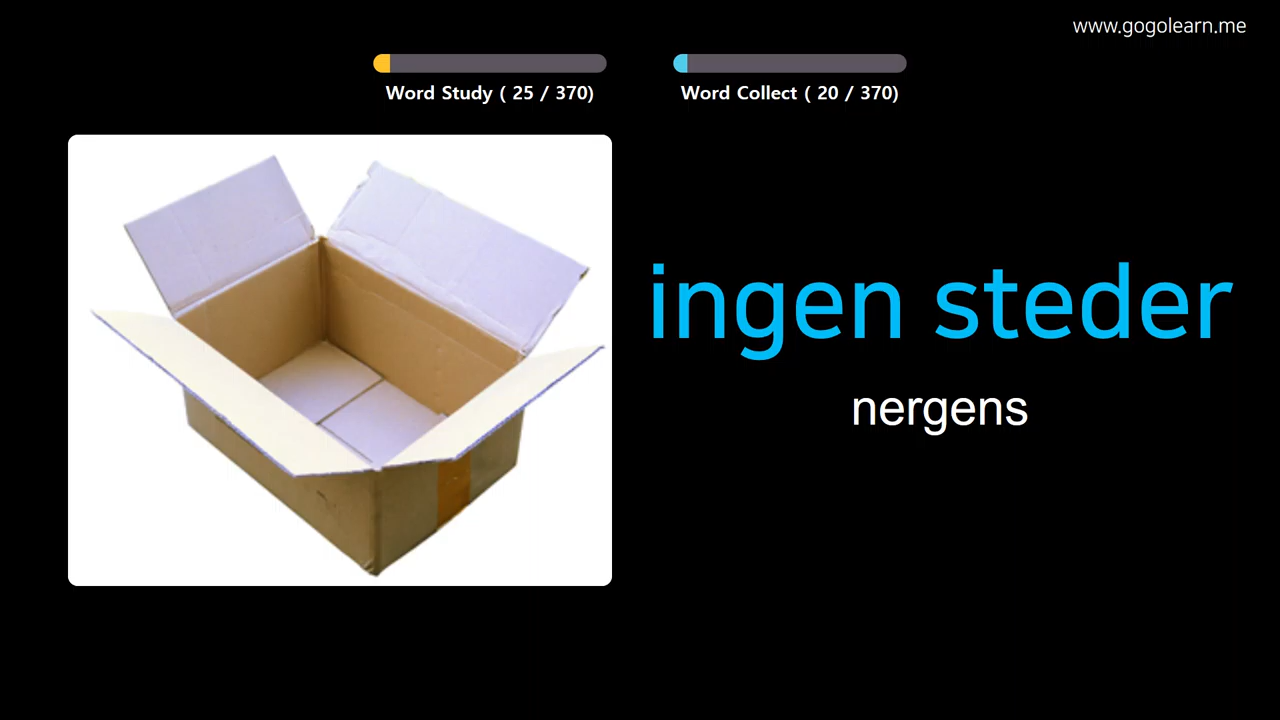 www.gogolearn.me
Word Study ( 25 / 370)
Word Collect ( 20 / 370)
ingen steder
nergens